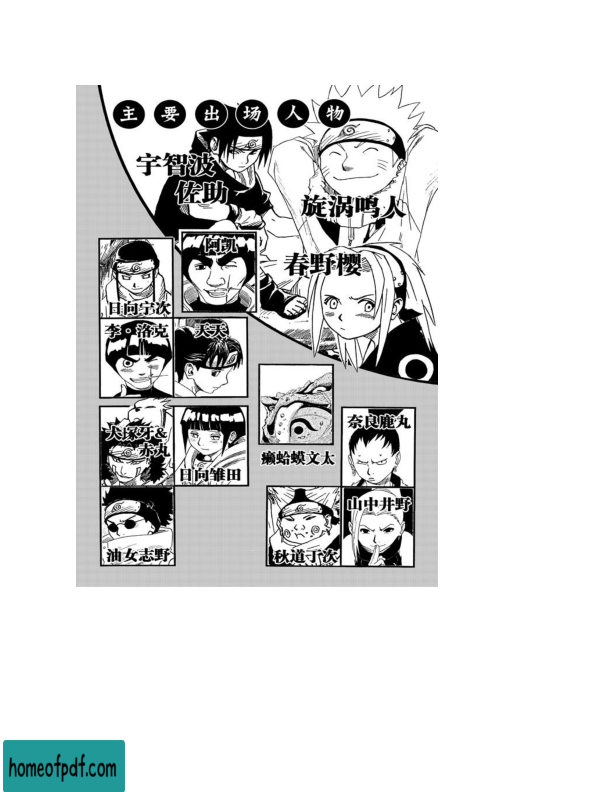 主要出场人物
宇智波
佐助
旋涡鸣人
春野樱
阿凯
日向宁次
李·洛克
天天
犬塚牙&
赤丸
日向雏田
油女志野
癞蛤蟆文太
奈良鹿丸
山中井野
秋道丁次
homeofpdf.com